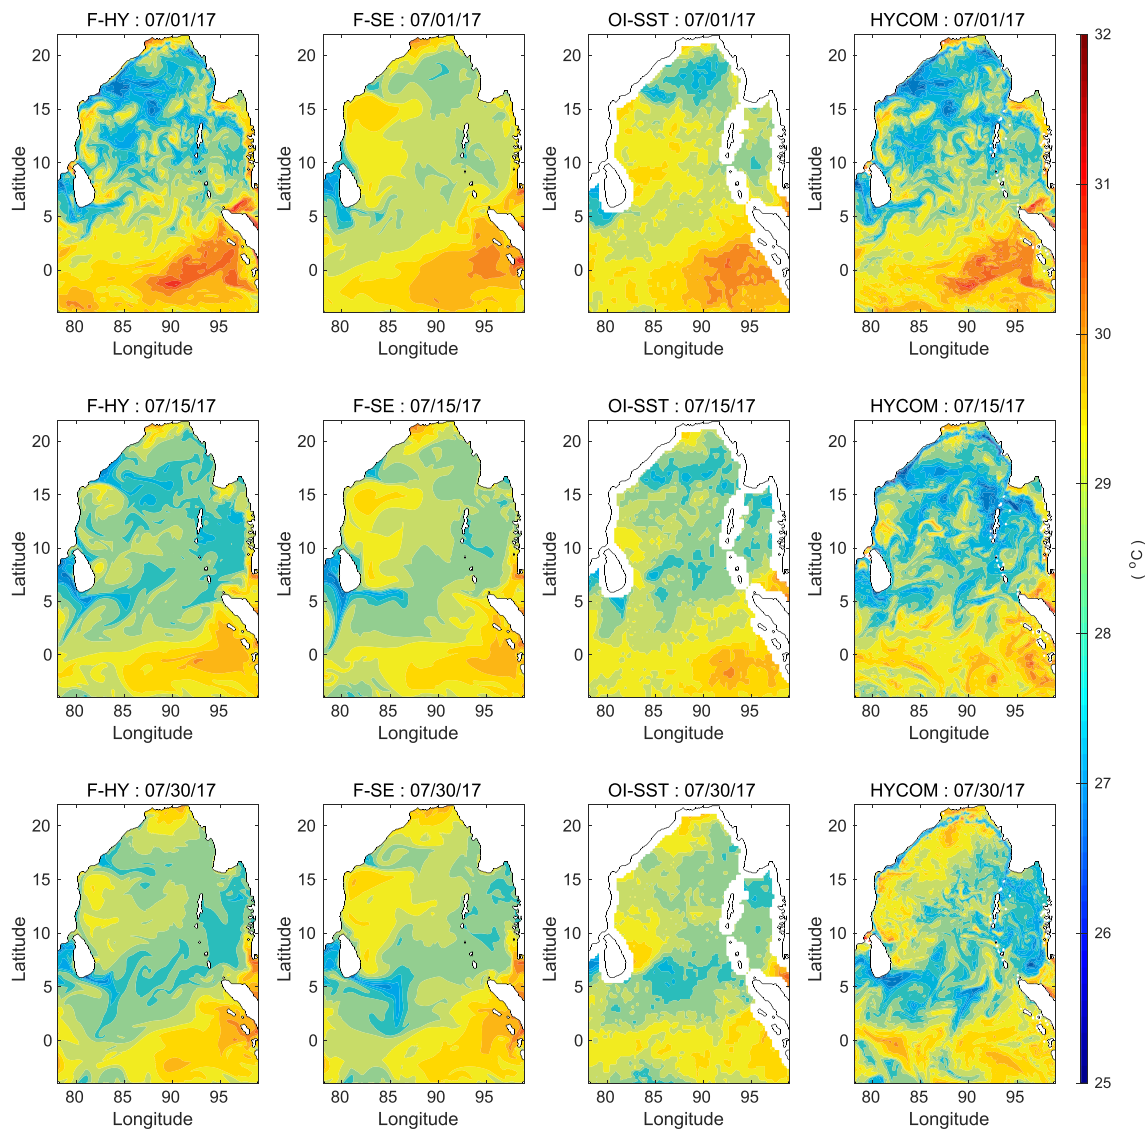 F-HY : 07/01/17 F-SE : 07/01/17 OI-SST : 07/01/17 HYCOM : 07/01/17
Latitude Latitude Latitude Latitude
20 20 20 20
15 15 15 15
10 10 10 10
5 5 5 5
0 0 0 0
80 85 90 95 80 85 90 95 80 85 90 95 80 85 90 95
Longitude Longitude Longitude Longitude
F-HY : 07/15/17 F-SE : 07/15/17 OI-SST : 07/15/17 HYCOM : 07/15/17
Latitude Latitude Latitude Latitude
20 20 20 20
15 15 15 15
10 10 10 10
5 5 5 5
0 0 0 0
80 85 90 95 80 85 90 95 80 85 90 95 80 85 90 95
Longitude Longitude Longitude Longitude
F-HY : 07/30/17 F-SE : 07/30/17 OI-SST : 07/30/17 HYCOM : 07/30/17
Latitude Latitude Latitude Latitude
20 20 20 20
15 15 15 15
10 10 10 10
5 5 5 5
0 0 0 0
80 85 90 95 80 85 90 95 80 85 90 95 80 85 90 95
Longitude Longitude Longitude Longitude
32
31
30
29
28
27
26
25
( °C )